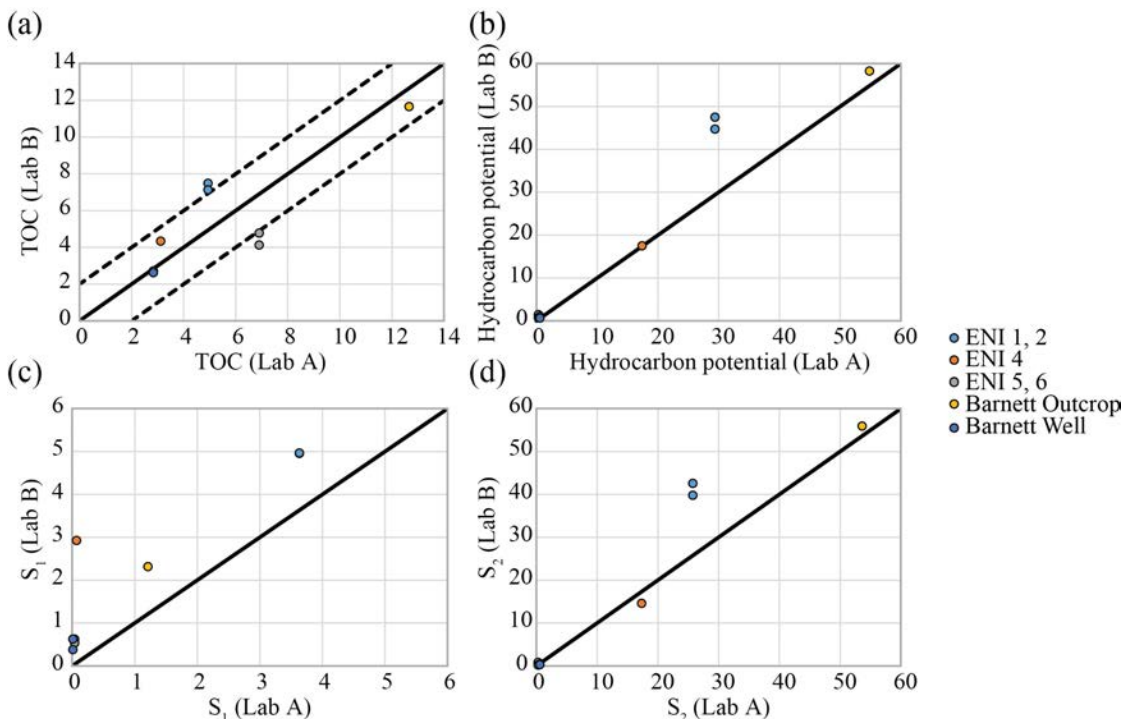 (a)
14
12
10
8
6
4
2
0
TOC (Lab B)
0 2 4 6 8 10 12 14
TOC (Lab A)
(b)
60
50
40
30
20
10
0
Hydrocarbon potential (Lab B)
0 10 20 30 40 50 60
Hydrocarbon potential (Lab A)
(c)
6
5
4
3
2
1
0
S₁ (Lab B)
0 1 2 3 4 5 6
S₁ (Lab A)
(d)
60
50
40
30
20
10
0
S₂ (Lab B)
0 10 20 30 40 50 60
S₂ (Lab A)
ENI 1, 2
ENI 4
ENI 5, 6
Barnett Outcrop
Barnett Well